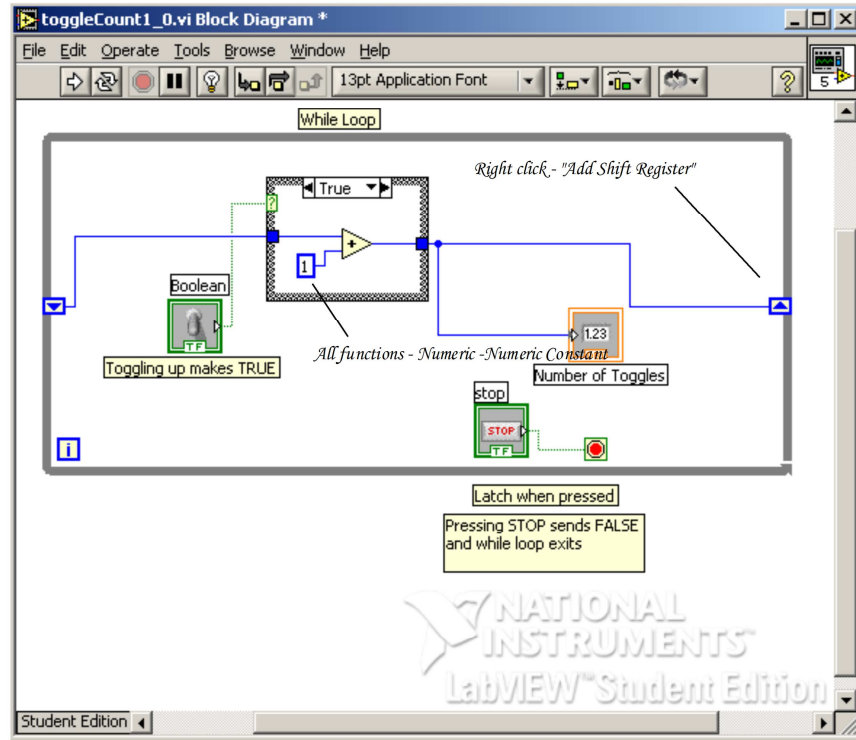 toggleCount1_0.vi Block Diagram *
File Edit Operate Tools Browse Window Help
13pt Application Font
?
5
While Loop
Right click - "Add Shift Register"
True
?
+
1
Boolean
TF
Toggling up makes TRUE
All functions - Numeric -Numeric Constant
1.23
Number of Toggles
stop
STOP
TF
i
Latch when pressed
Pressing STOP sends FALSE
and while loop exits
NATIONAL
INSTRUMENTS™
LabVIEW™ Student Edition
Student Edition